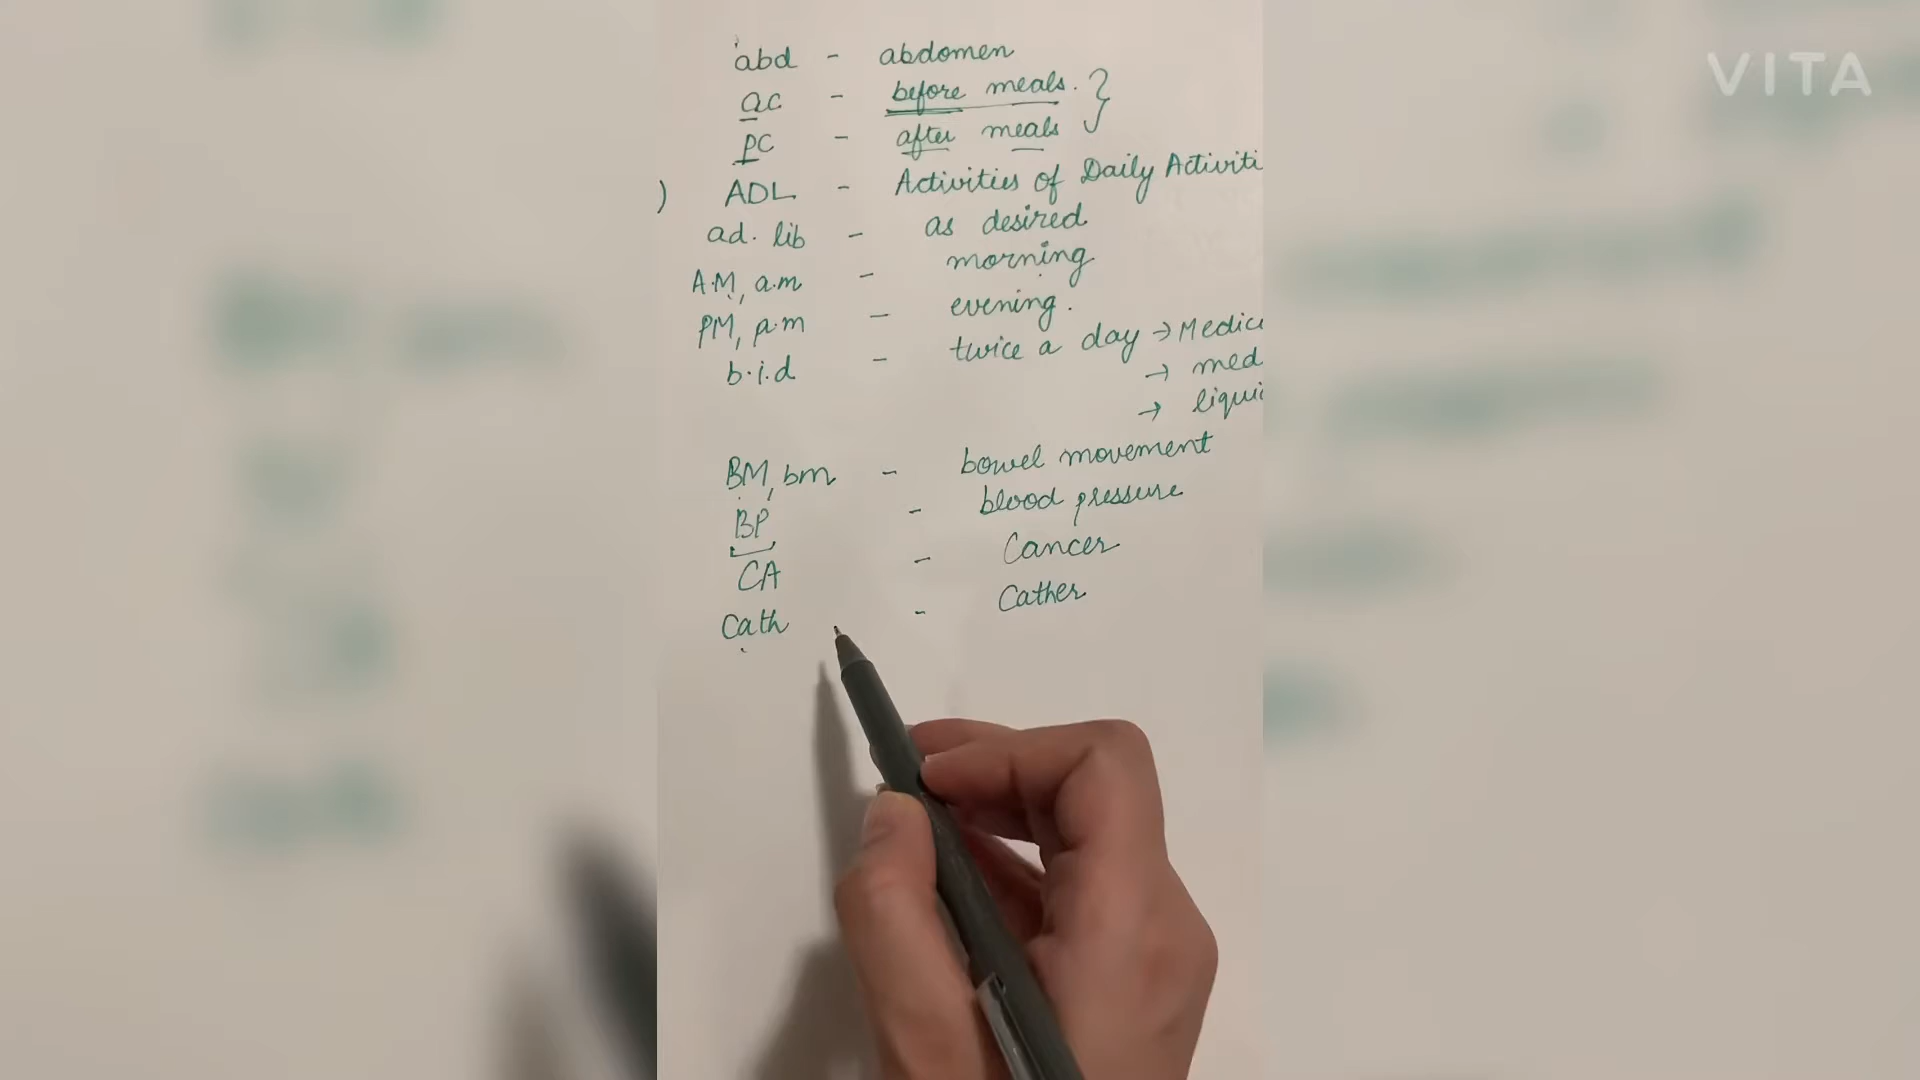 VITA
abd - abdomen
ac - before meals. }
pc - after meals
) ADL - Activities of Daily Activiti
ad. lib - as desired
A.M, a.m - morning
PM, p.m - evening.
b.i.d - twice a day → Medic
→ med
→ liqui
BM, bm - bowel movement
BP - blood pressure
CA - Cancer
Cath - Cather